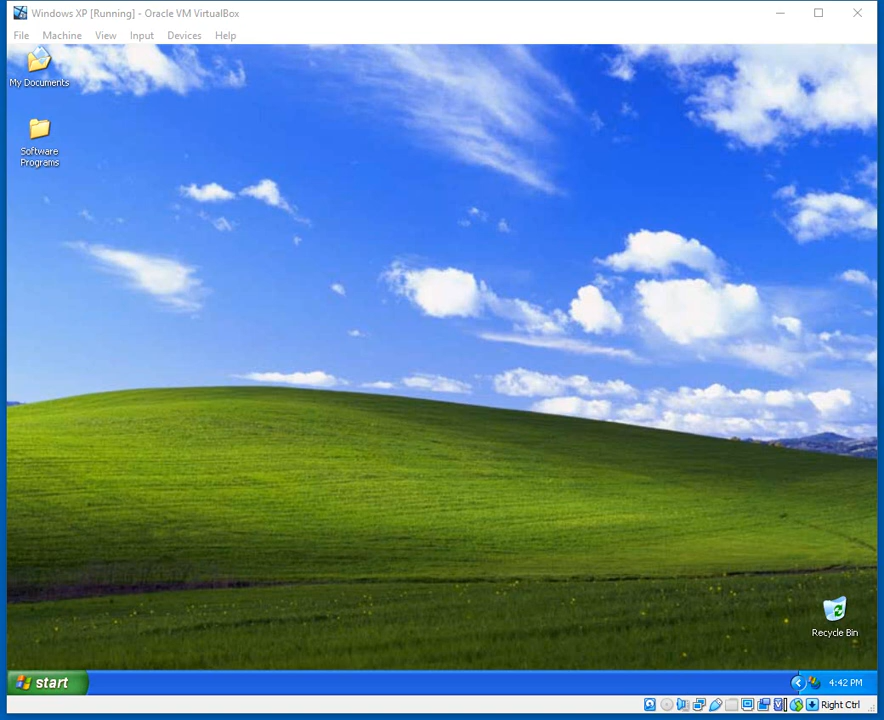 Windows XP [Running] - Oracle VM VirtualBox
File Machine View Input Devices Help
My Documents
Software
Programs
Recycle Bin
start
4:42 PM
Right Ctrl